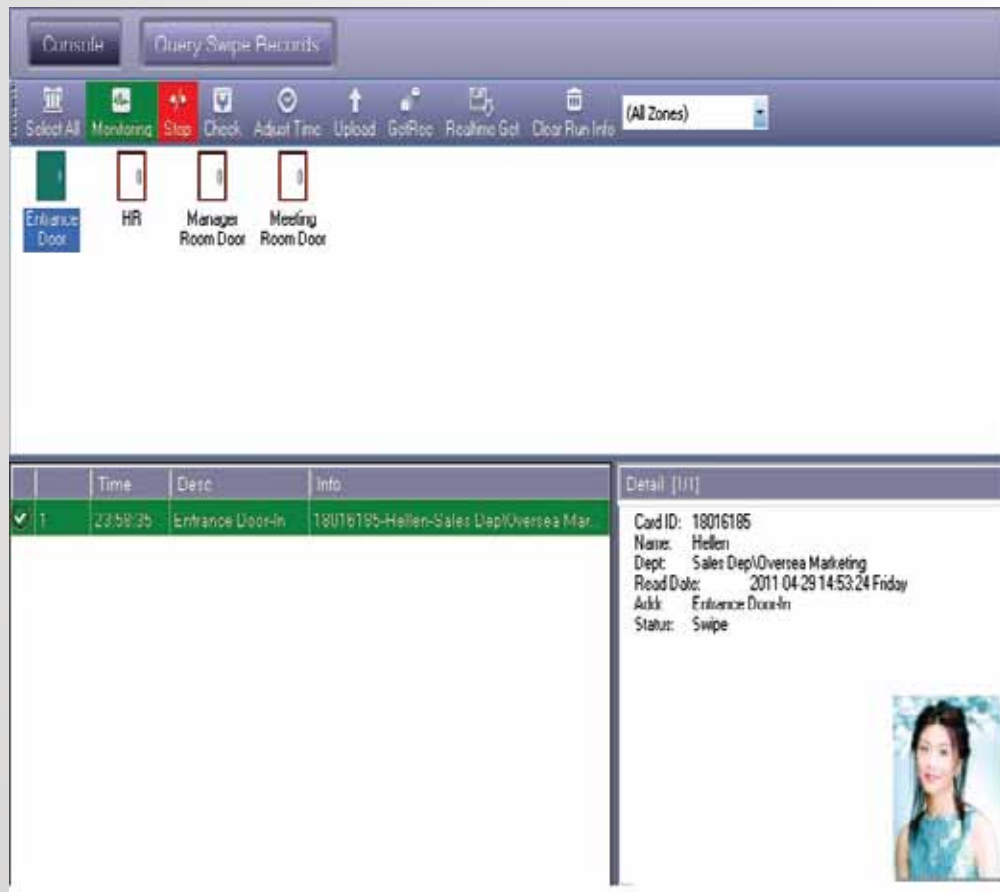 Console Query Swipe Records
Select All Monitoring Stop Check Adjust Time Upload GetRec Realtime Get Clear Run Info (All Zones)
Entrance Door
HR
Manager Room Door
Meeting Room Door
Time Desc Info
1 23:58:35 Entrance Door-In 18016185-Hellen-Sales Dep\Oversea Mar...
Detail [1/1]
Card ID: 18016185
Name: Hellen
Dept: Sales Dep\Oversea Marketing
Read Date: 2011-04-29 14:53:24 Friday
Addr: Entrance Door-In
Status: Swipe